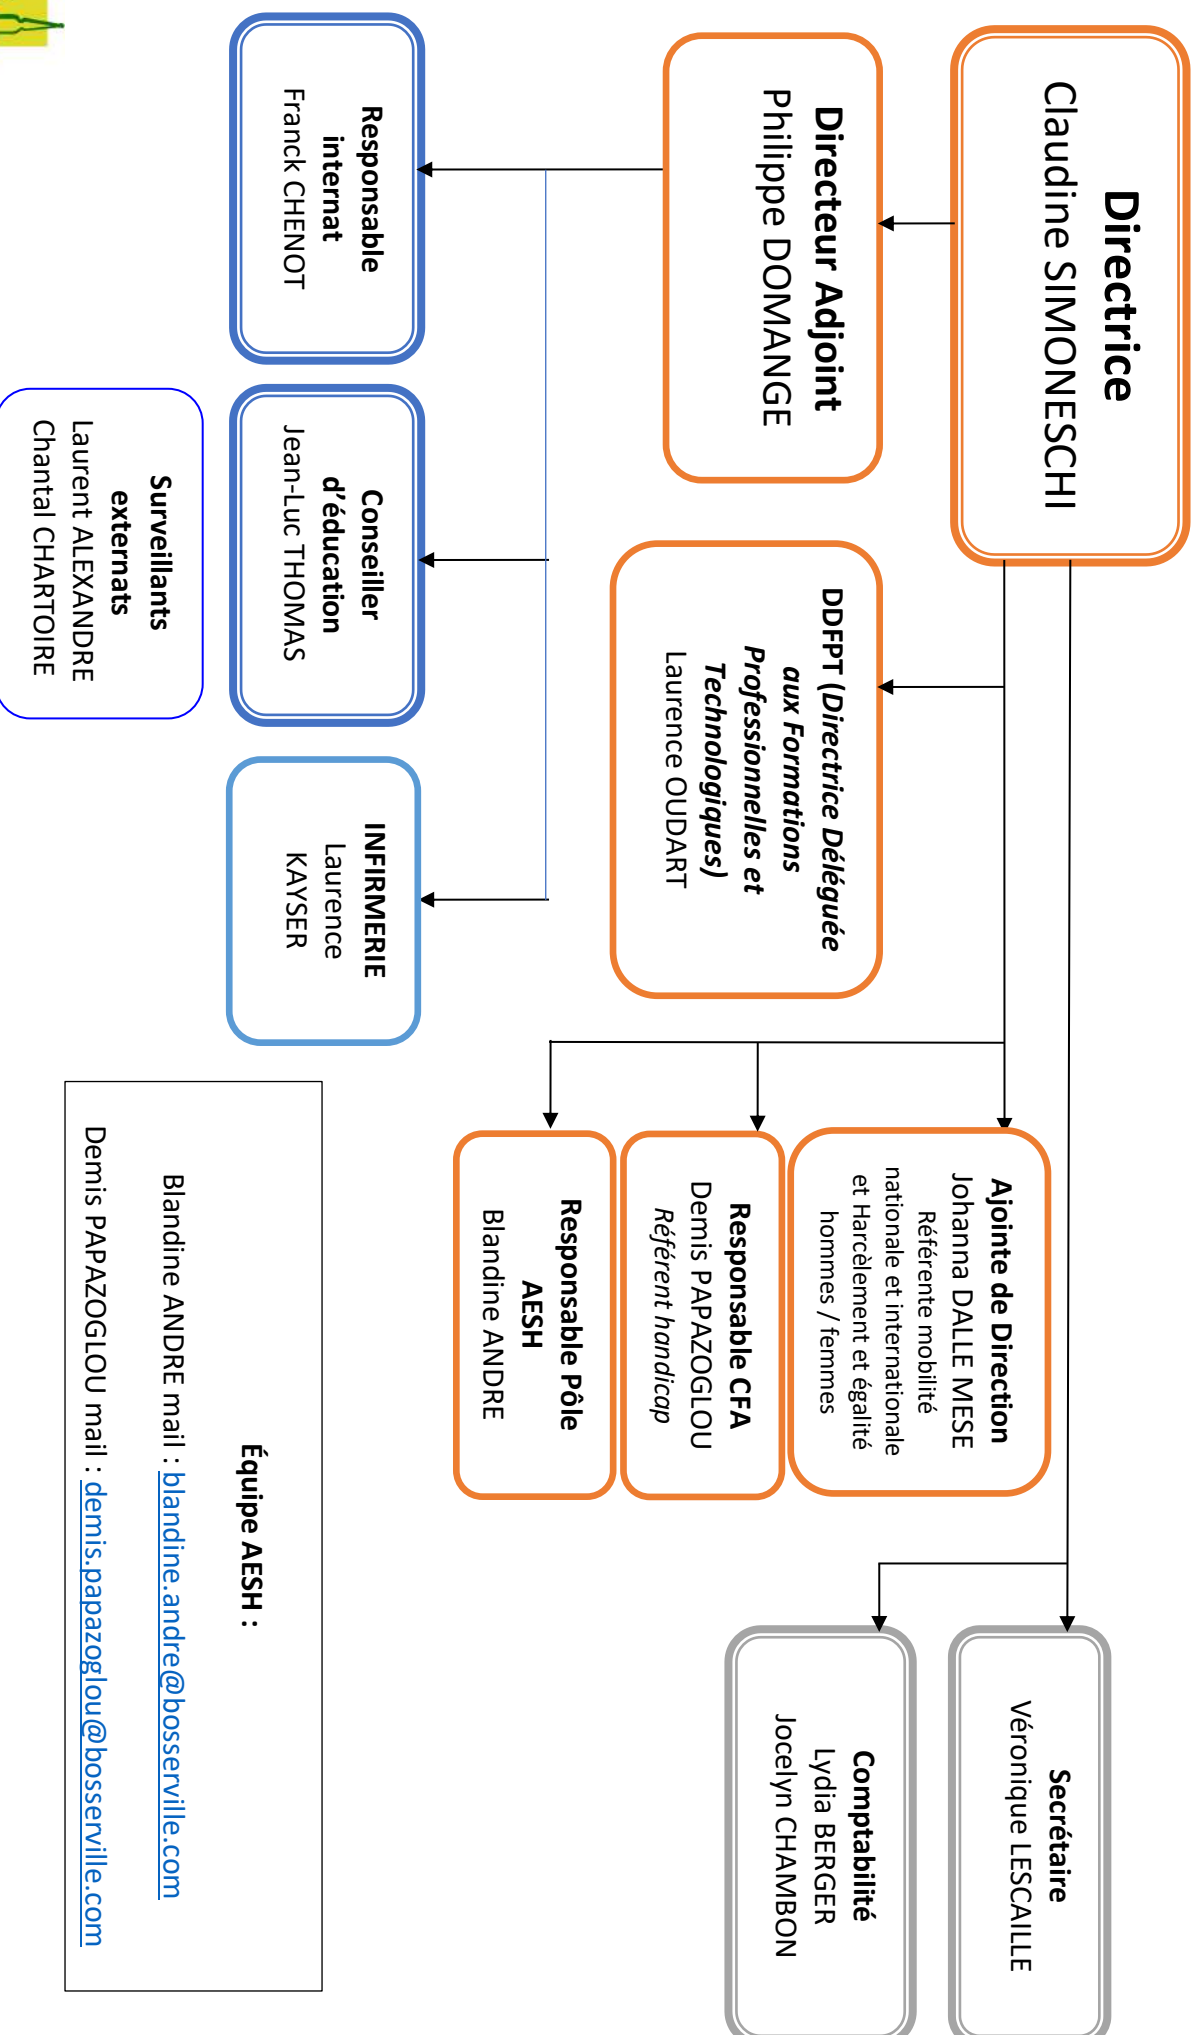 Directrice
Claudine SIMONESCHI
Directeur Adjoint
Philippe DOMANGE
DDFPT (Directrice Déléguée
aux Formations
Professionnelles et
Technologiques)
Laurence OUDART
Ajointe de Direction
Johanna DALLE MESE
Référente mobilité
nationale et internationale
et Harcèlement et égalité
hommes / femmes
Responsable CFA
Demis PAPAZOGLOU
Référent handicap
Responsable Pôle
AESH
Blandine ANDRE
Secrétaire
Véronique LESCAILLE
Comptabilité
Lydia BERGER
Jocelyn CHAMBON
Responsable
internat
Franck CHENOT
Conseiller
d’éducation
Jean-Luc THOMAS
INFIRMERIE
Laurence
KAYSER
Surveillants
externats
Laurent ALEXANDRE
Chantal CHARTOIRE
Équipe AESH :
Blandine ANDRE mail : blandine.andre@bosserville.com
Demis PAPAZOGLOU mail : demis.papazoglou@bosserville.com